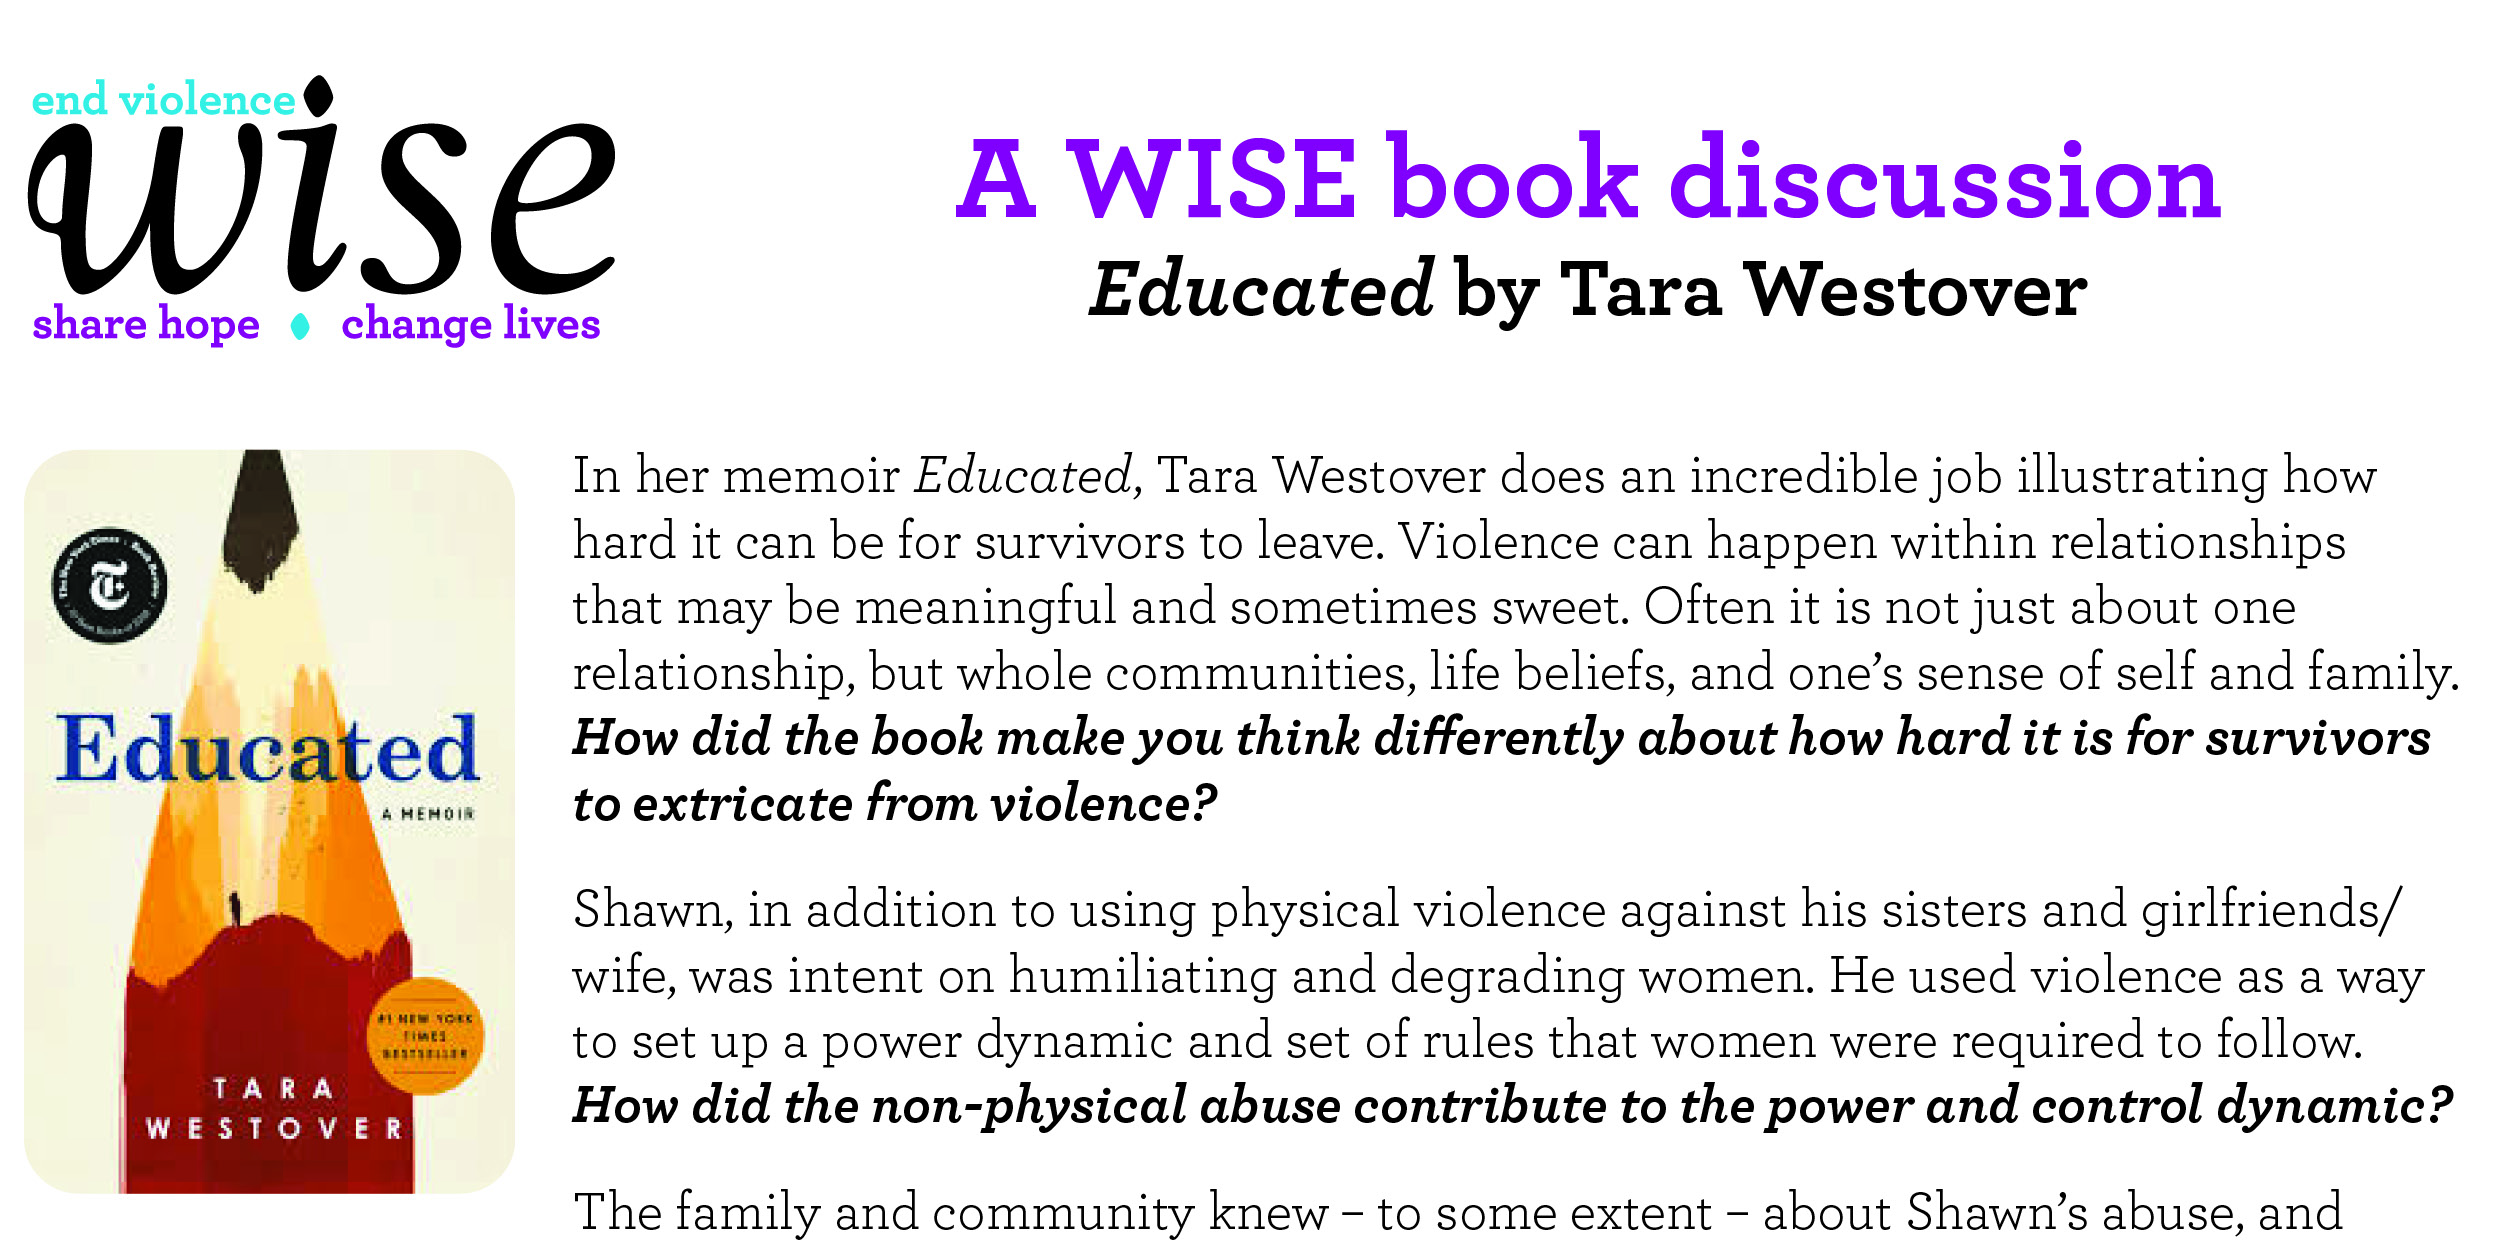 end violence
wise
share hope change lives
A WISE book discussion
Educated by Tara Westover
The New York Times Book Review
T
Educated
A MEMOIR
#1 NEW YORK
TIMES
BESTSELLER
TARA
WESTOVER
In her memoir Educated, Tara Westover does an incredible job illustrating how
hard it can be for survivors to leave. Violence can happen within relationships
that may be meaningful and sometimes sweet. Often it is not just about one
relationship, but whole communities, life beliefs, and one’s sense of self and family.
How did the book make you think differently about how hard it is for survivors
to extricate from violence?
Shawn, in addition to using physical violence against his sisters and girlfriends/
wife, was intent on humiliating and degrading women. He used violence as a way
to set up a power dynamic and set of rules that women were required to follow.
How did the non-physical abuse contribute to the power and control dynamic?
The family and community knew – to some extent – about Shawn’s abuse, and